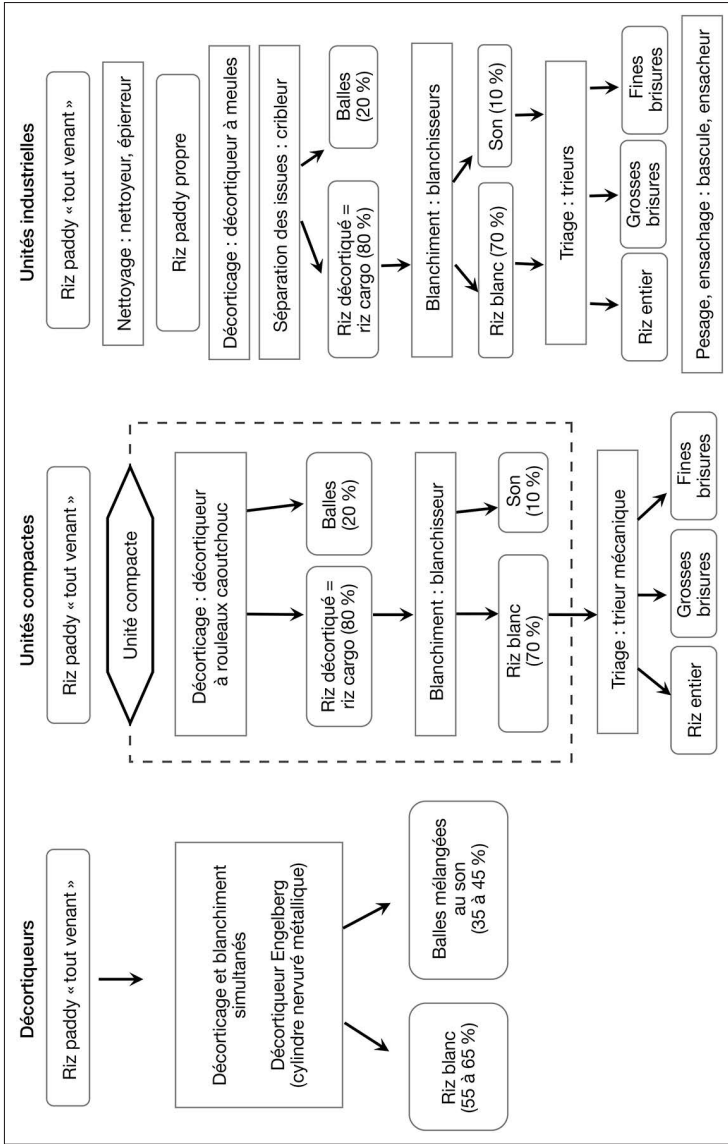 Décortiqueurs
Riz paddy « tout venant »
Décorticage et blanchiment
simultanés
Décortiqueur Engelberg
(cylindre nervuré métallique)
Riz blanc
(55 à 65 %)
Balles mélangées
au son
(35 à 45 %)
Unités compactes
Riz paddy « tout venant »
Unité compacte
Décorticage : décortiqueur
à rouleaux caoutchouc
Riz décortiqué =
riz cargo (80 %)
Balles
(20 %)
Blanchiment : blanchisseur
Riz blanc
(70 %)
Son
(10 %)
Triage : trieur mécanique
Riz entier
Grosses
brisures
Fines
brisures
Unités industrielles
Riz paddy « tout venant »
Nettoyage : nettoyeur, épierreur
Riz paddy propre
Décorticage : décortiqueur à meules
Séparation des issues : cribleur
Riz décortiqué =
riz cargo (80 %)
Balles
(20 %)
Blanchiment : blanchisseurs
Riz blanc (70 %)
Son (10 %)
Triage : trieurs
Riz entier
Grosses
brisures
Fines
brisures
Pesage, ensachage : bascule, ensacheur